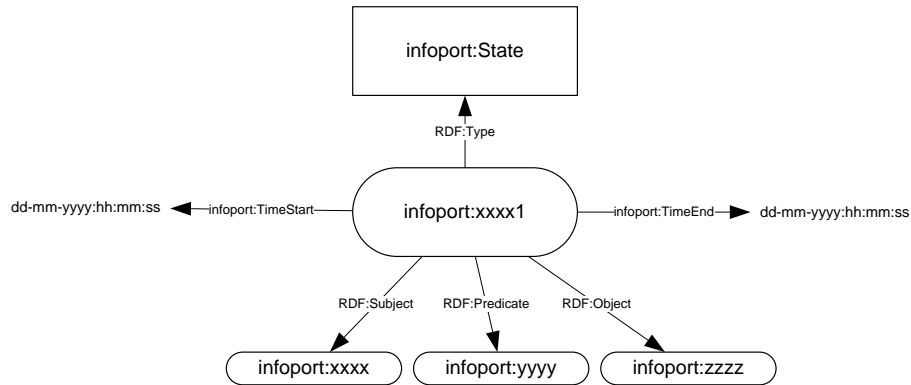 infoport:State
RDF:Type
dd-mm-yyyy:hh:mm:ss
infoport:TimeStart
infoport:xxxx1
infoport:TimeEnd
dd-mm-yyyy:hh:mm:ss
RDF:Subject
RDF:Predicate
RDF:Object
infoport:xxxx
infoport:yyyy
infoport:zzzz